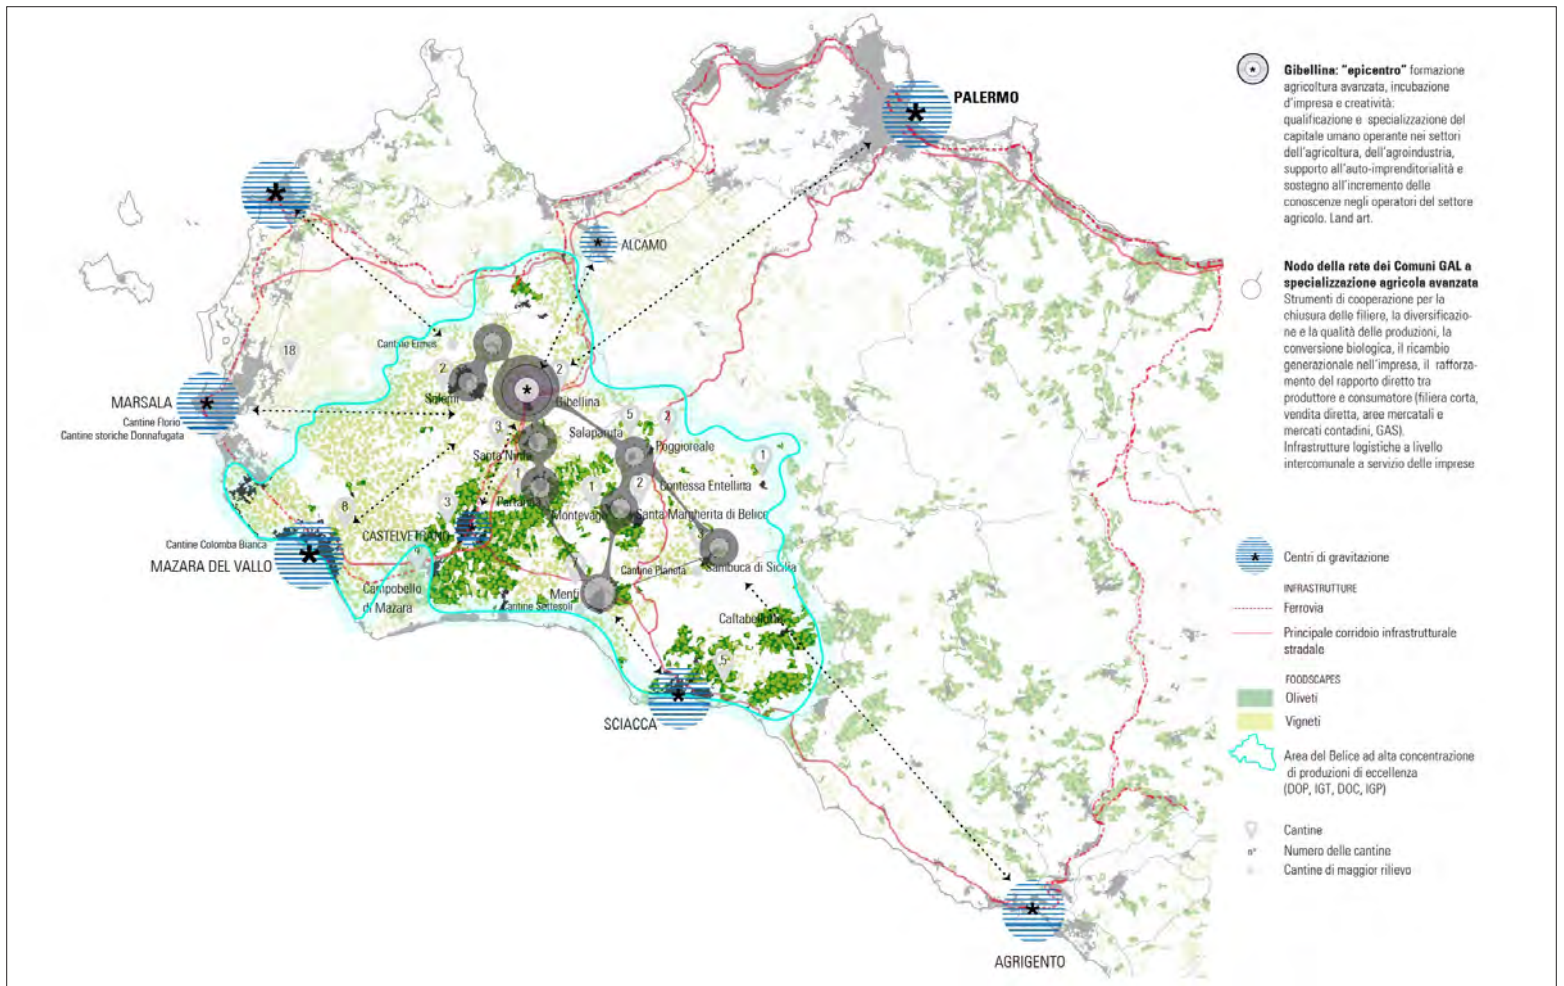 PALERMO
ALCAMO
Cantine Ermes
18
2
2
Salemi
Gibellina
MARSALA
Cantine Florio
Cantine storiche Donnafugata
3
5
2
Salaparuta
Poggioreale
Santa Ninfa
1
1
1
2
Contessa Entellina
Partanna
Montevago
Santa Margherita di Belice
8
3
CASTELVETRANO
Cantine Colomba Bianca
MAZARA DEL VALLO
Campobello
di Mazara
Cantine Planeta
Sambuca di Sicilia
Menfi
Cantine Settesoli
Caltabellotta
5
SCIACCA
AGRIGENTO
Gibellina: "epicentro" formazione
agricoltura avanzata, incubazione
d'impresa e creatività:
qualificazione e specializzazione del
capitale umano operante nei settori
dell'agricoltura, dell'agroindustria,
supporto all'auto-imprenditorialità e
sostegno all'incremento delle
conoscenze negli operatori del settore
agricolo. Land art.
Nodo della rete dei Comuni GAL a
specializzazione agricola avanzata
Strumenti di cooperazione per la
chiusura delle filiere, la diversificazio-
ne e la qualità delle produzioni, la
conversione biologica, il ricambio
generazionale nell'impresa, il rafforza-
mento del rapporto diretto tra
produttore e consumatore (filiera corta,
vendita diretta, aree mercatali e
mercati contadini, GAS).
Infrastrutture logistiche a livello
intercomunale a servizio delle imprese
Centri di gravitazione
INFRASTRUTTURE
Ferrovia
Principale corridoio infrastrutturale
stradale
FOODSCAPES
Oliveti
Vigneti
Area del Belice ad alta concentrazione
di produzioni di eccellenza
(DOP, IGT, DOC, IGP)
Cantine
n° Numero delle cantine
Cantine di maggior rilievo